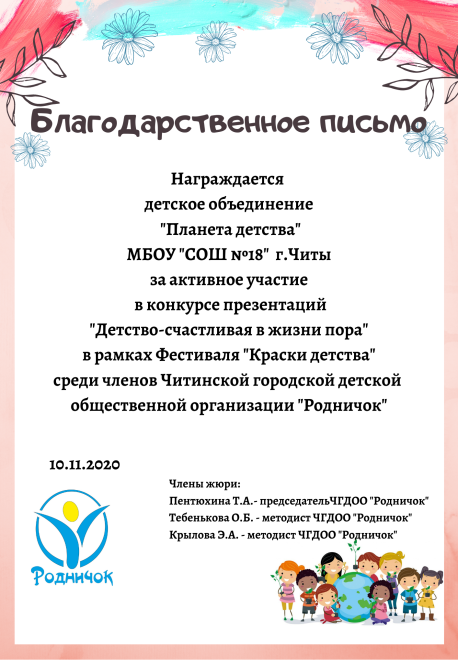 Благодарственное письмо
Награждается
детское объединение
"Планета детства"
МБОУ "СОШ №18" г.Читы
за активное участие
в конкурсе презентаций
"Детство-счастливая в жизни пора"
в рамках Фестиваля "Краски детства"
среди членов Читинской городской детской
общественной организации "Родничок"
10.11.2020
Члены жюри:
Пентюхина Т.А.- председательЧГДОО "Родничок"
Тебенькова О.Б. - методист ЧГДОО "Родничок"
Крылова Э.А. - методист ЧГДОО "Родничок"
Родничок